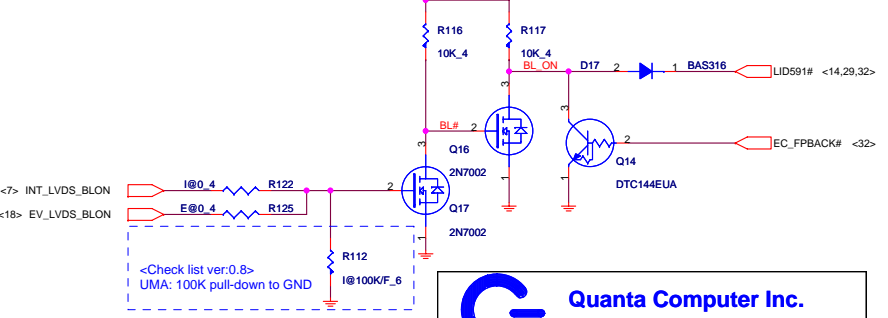 R116
R117
10K_4
10K_4
BL_ON
D17
2
1
BAS316
LID591# <14,29,32>
3
3
BL#
2
2
EC_FPBACK# <32>
3
Q16
Q14
2N7002
1
1
DTC144EUA
<7> INT_LVDS_BLON
I@0_4
R122
2
<18> EV_LVDS_BLON
E@0_4
R125
Q17
2N7002
1
R112
I@100K/F_6
<Check list ver:0.8>
UMA: 100K pull-down to GND
Quanta Computer Inc.